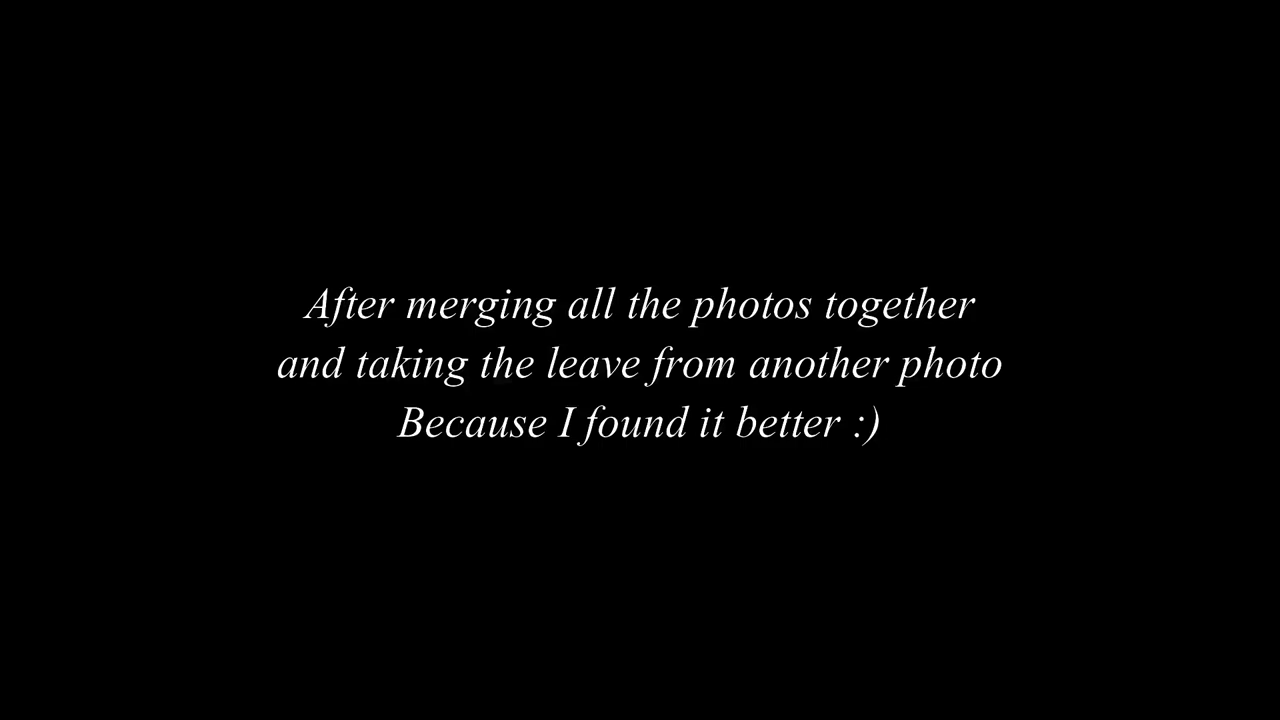 After merging all the photos together
and taking the leave from another photo
Because I found it better :)